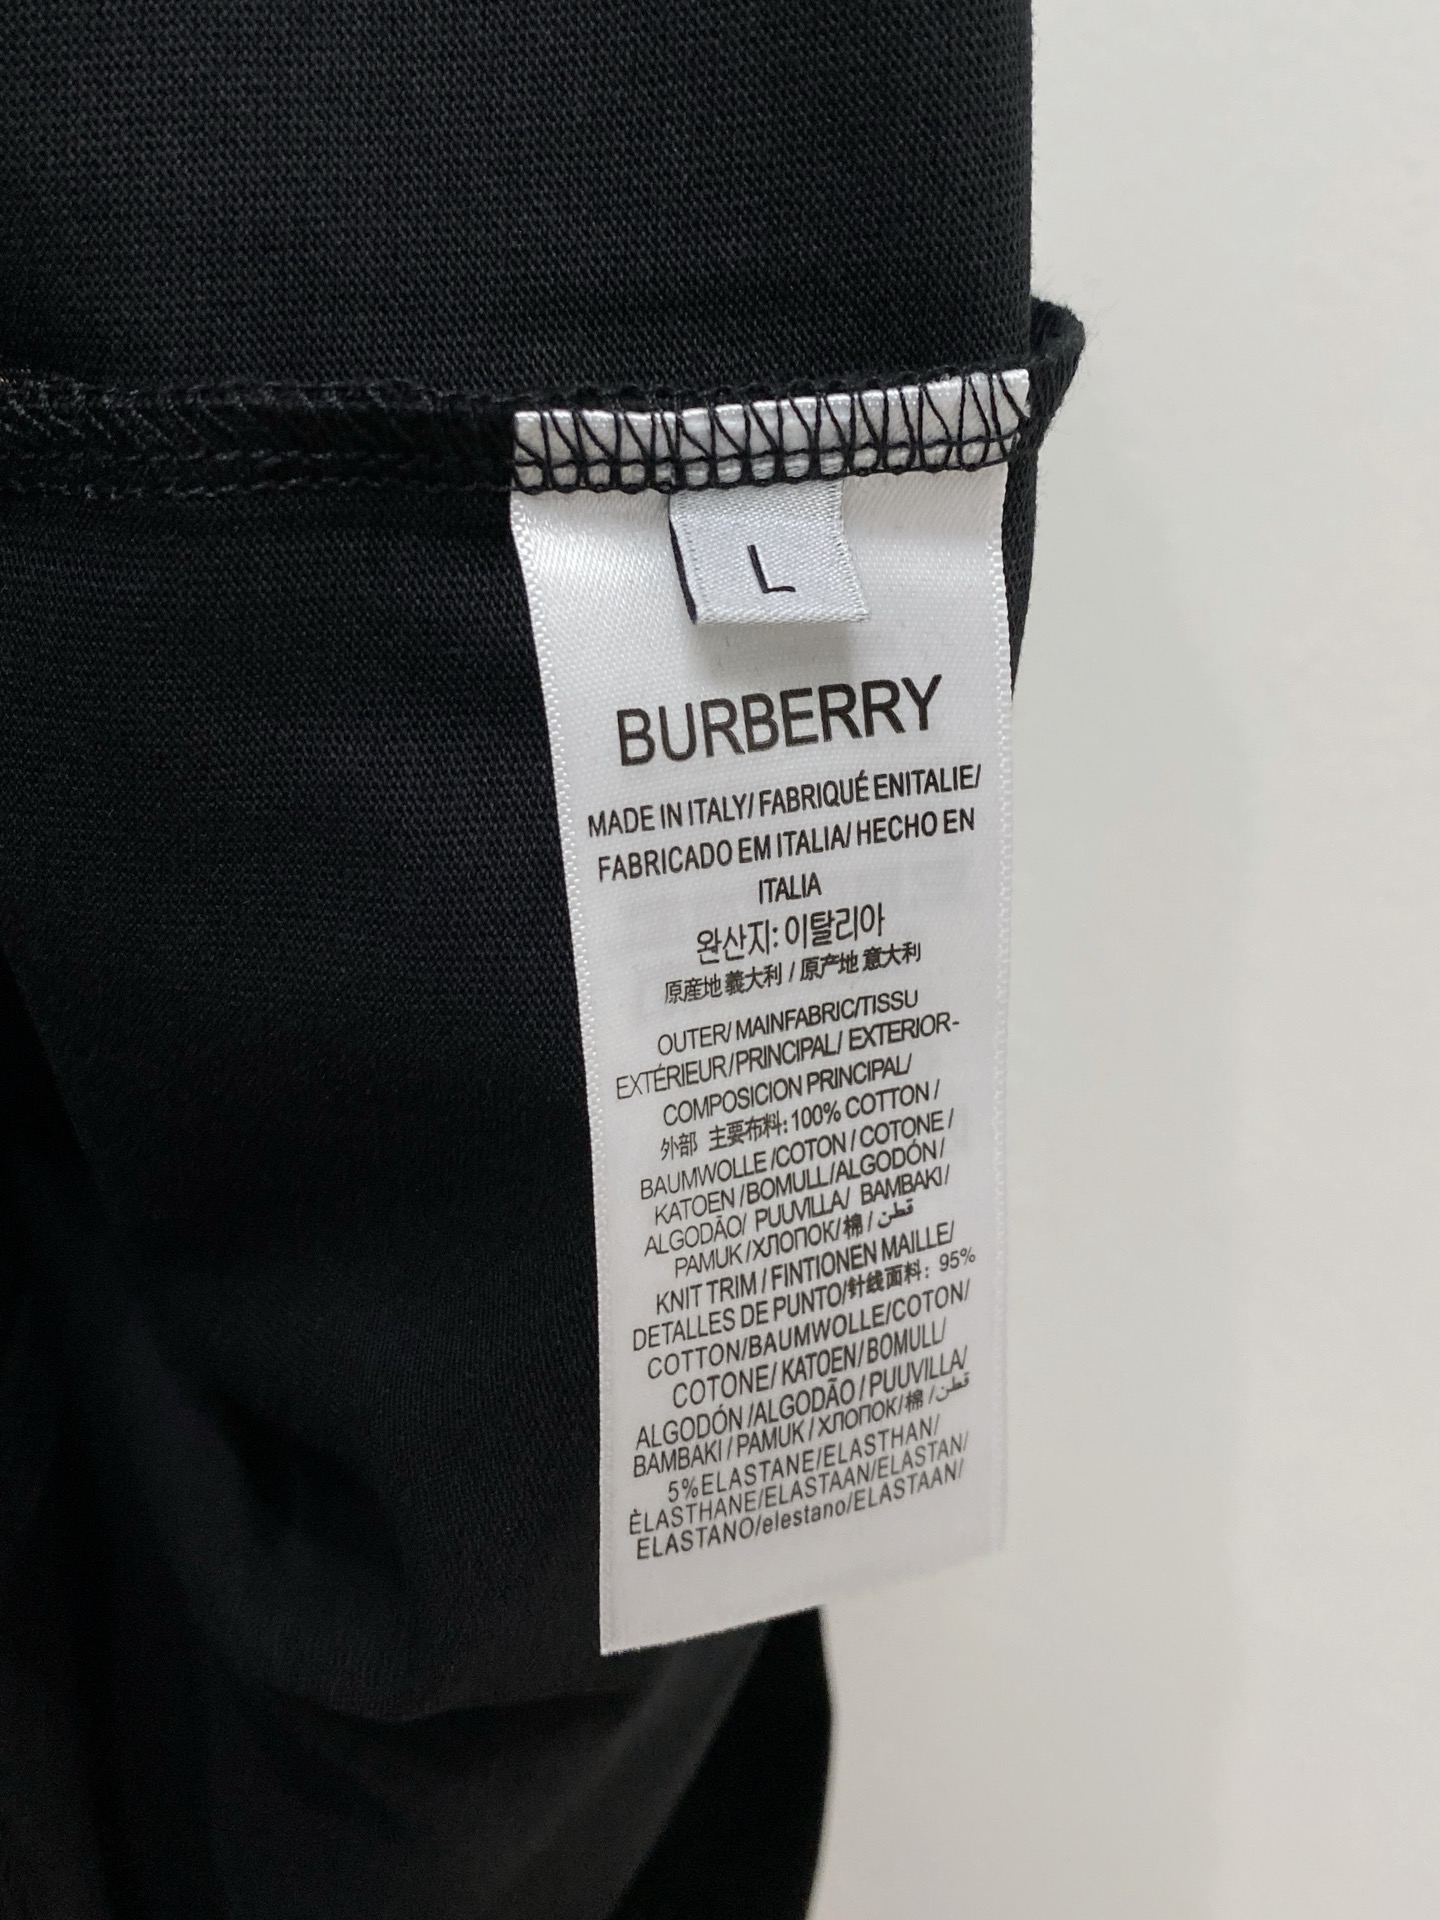 L
BURBERRY
MADE IN ITALY/ FABRIQUÉ ENITALIE/
FABRICADO EM ITALIA/ HECHO EN
ITALIA
완산지: 이탈리아
原産地 義大利 / 原产地 意大利
OUTER/ MAINFABRIC/TISSU
EXTÉRIEUR/PRINCIPAL/ EXTERIOR-
COMPOSICION PRINCIPAL/
外部 主要布料: 100% COTTON /
BAUMWOLLE /COTON / COTONE /
KATOEN /BOMULL/ALGODÓN/
ALGODÃO/ PUUVILLA/ BAMBAKI/
PAMUK /ХЛОПОК/棉 / قطن
KNIT TRIM / FINTIONEN MAILLE/
DETALLES DE PUNTO/针线面料: 95%
COTTON/BAUMWOLLE/COTON/
COTONE/ KATOEN/ BOMULL/
ALGODÓN /ALGODÃO / PUUVILLA/
BAMBAKI / PAMUK / ХЛОПОК/棉 / قطن
5%ELASTANE/ELASTHAN/
ÈLASTHANE/ELASTAAN/ELASTAN/
ELASTANO/elestano/ELASTAAN/